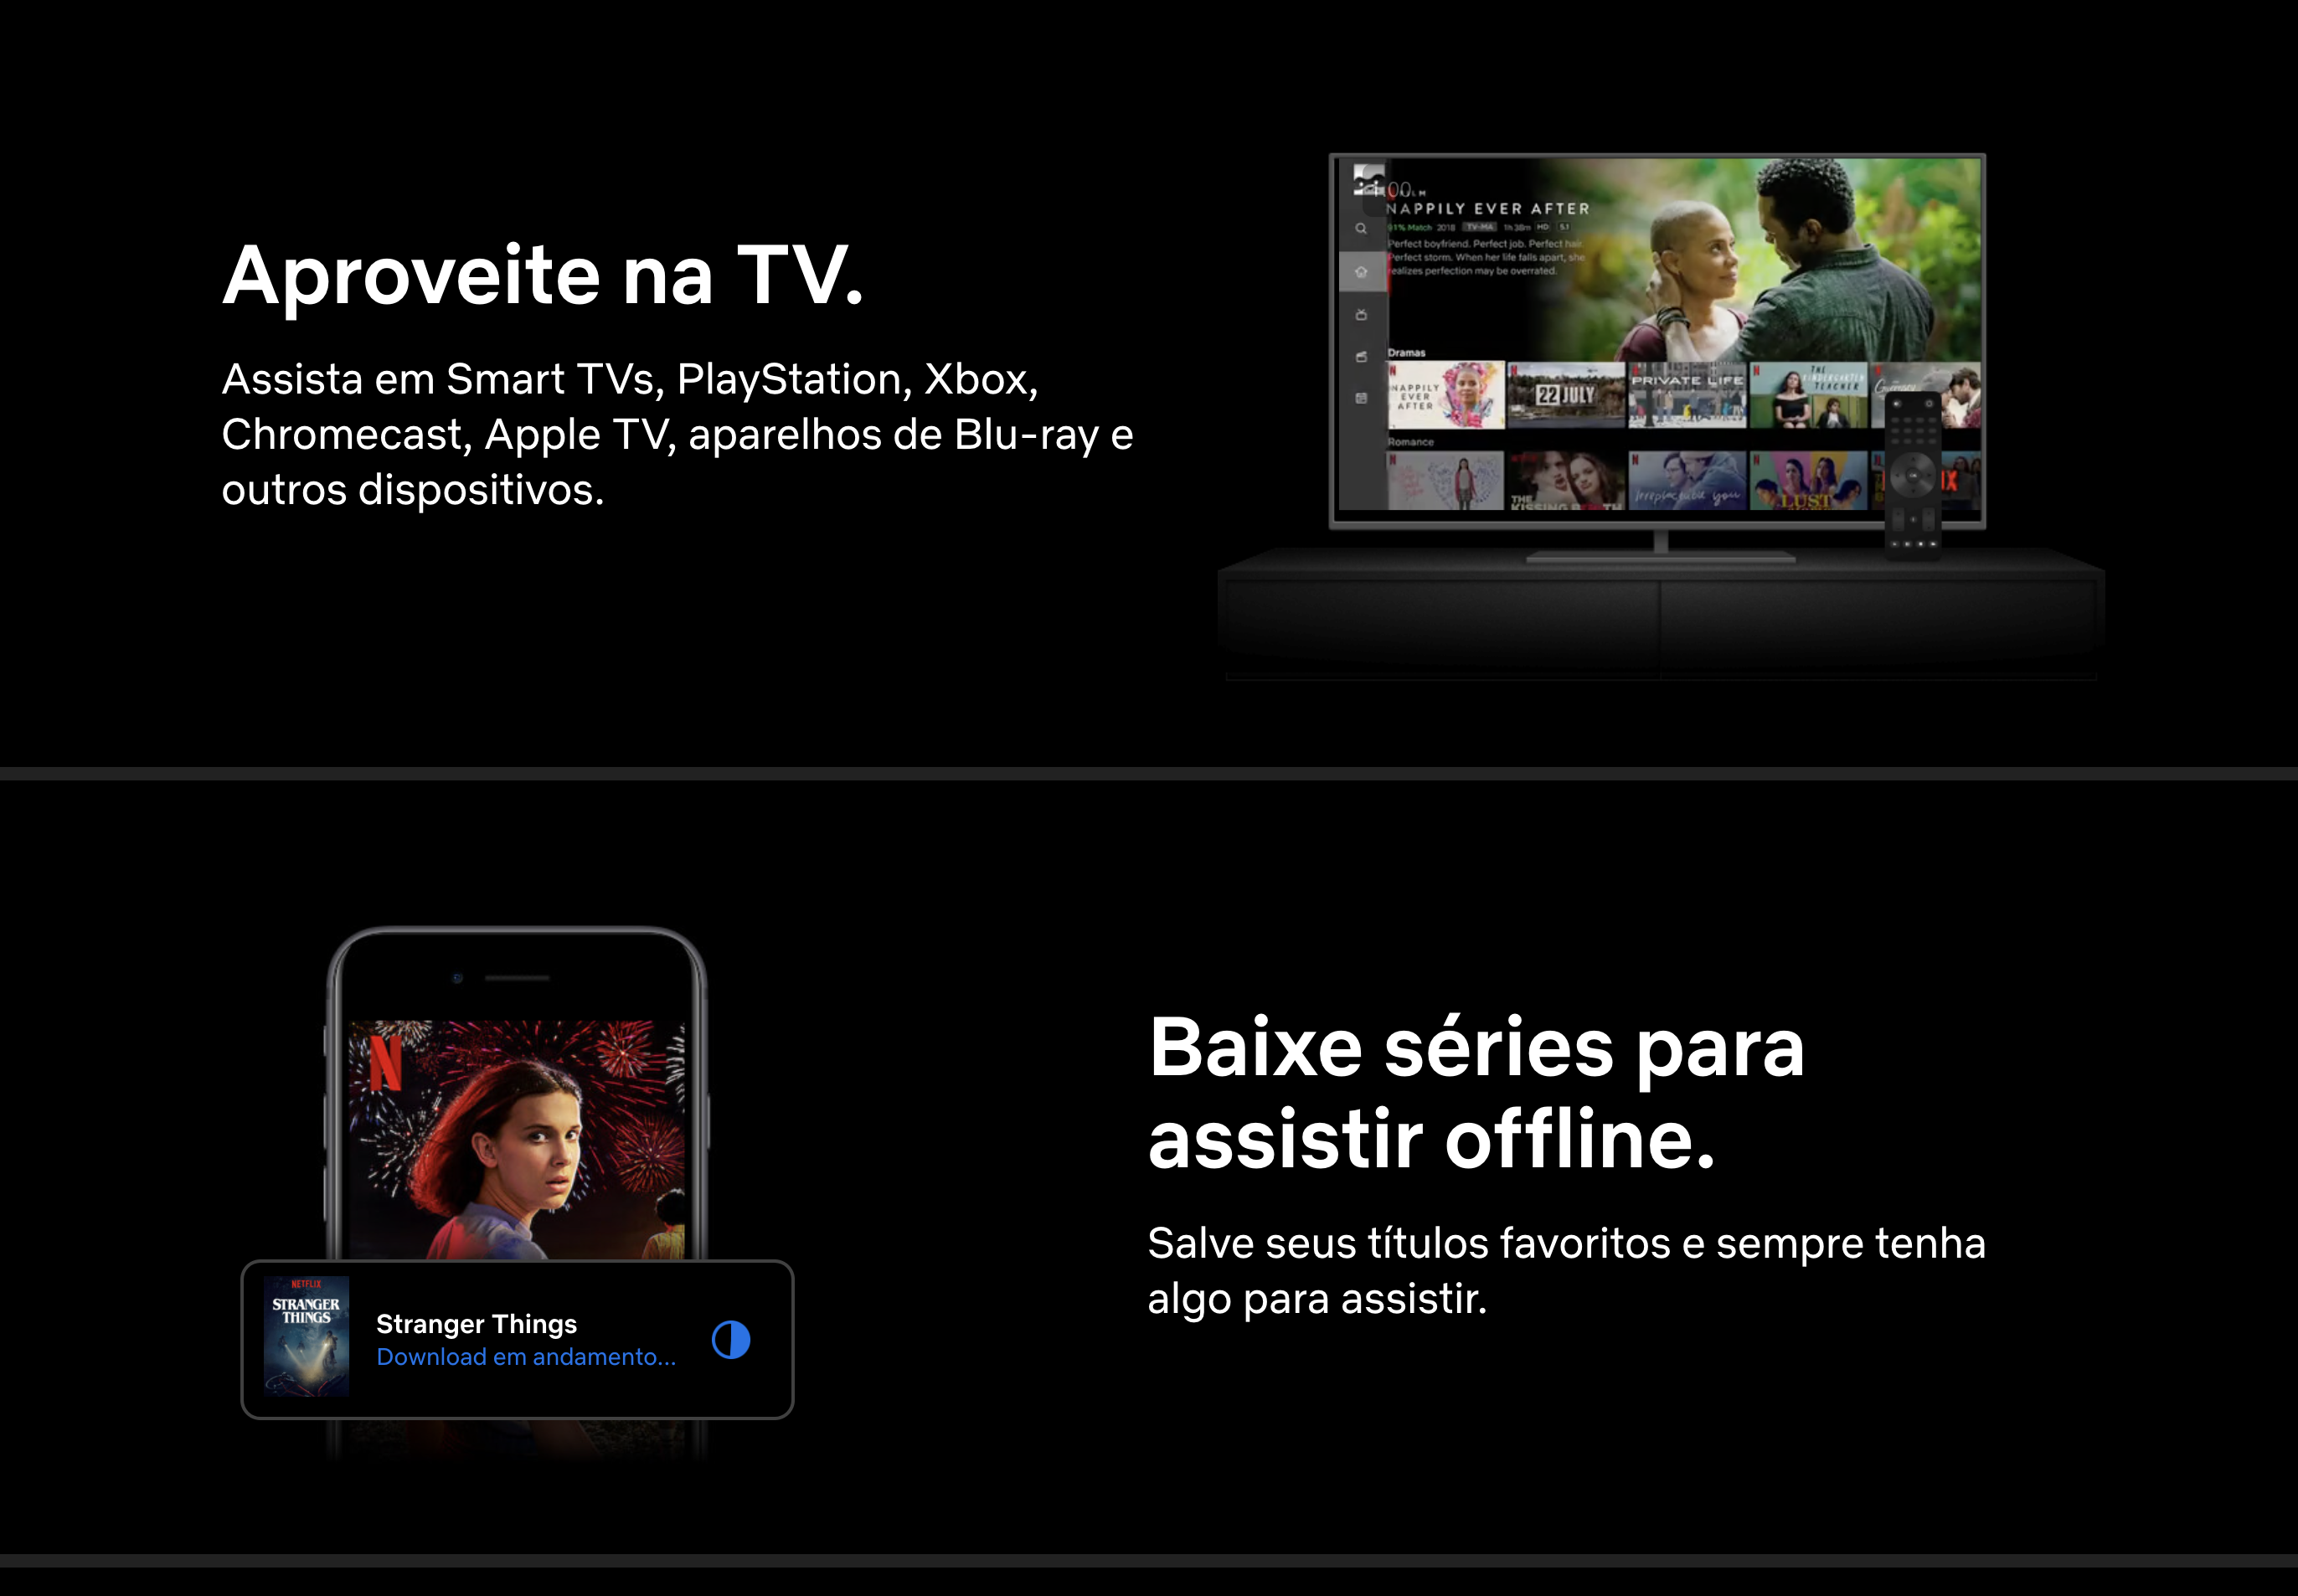 Aproveite na TV.
Assista em Smart TVs, PlayStation, Xbox,
Chromecast, Apple TV, aparelhos de Blu-ray e
outros dispositivos.
NAPPILY EVER AFTER
91% Match 2018 TV-MA 1h 38m HD 5.1
Perfect boyfriend. Perfect job. Perfect hair.
Perfect storm. When her life falls apart, she
realizes perfection may be overrated.
Dramas
NAPPILY
EVER
AFTER
22 JULY
PRIVATE LIFE
THE
KINDERGARTEN
TEACHER
Romance
THE
KISSING BOOTH
irreplaceable you
LUST
Baixe séries para
assistir offline.
Salve seus títulos favoritos e sempre tenha
algo para assistir.
N
NETFLIX
STRANGER
THINGS
Stranger Things
Download em andamento...